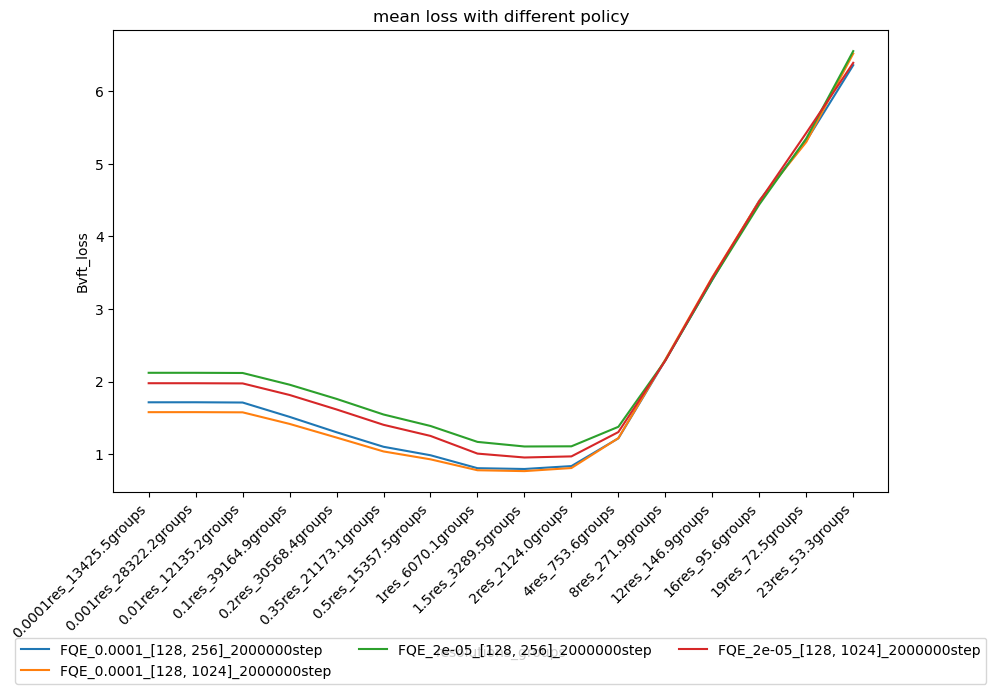 mean loss with different policy
Bvft_loss
6
5
4
3
2
1
0.0001res_13425.5groups
0.001res_28322.2groups
0.01res_12135.2groups
0.1res_39164.9groups
0.2res_30568.4groups
0.35res_21173.1groups
0.5res_15357.5groups
1res_6070.1groups
1.5res_3289.5groups
2res_2124.0groups
4res_753.6groups
8res_271.9groups
12res_146.9groups
16res_95.6groups
19res_72.5groups
23res_53.3groups
FQE_0.0001_[128, 256]_2000000step
FQE_0.0001_[128, 1024]_2000000step
FQE_2e-05_[128, 256]_2000000step
FQE_2e-05_[128, 1024]_2000000step